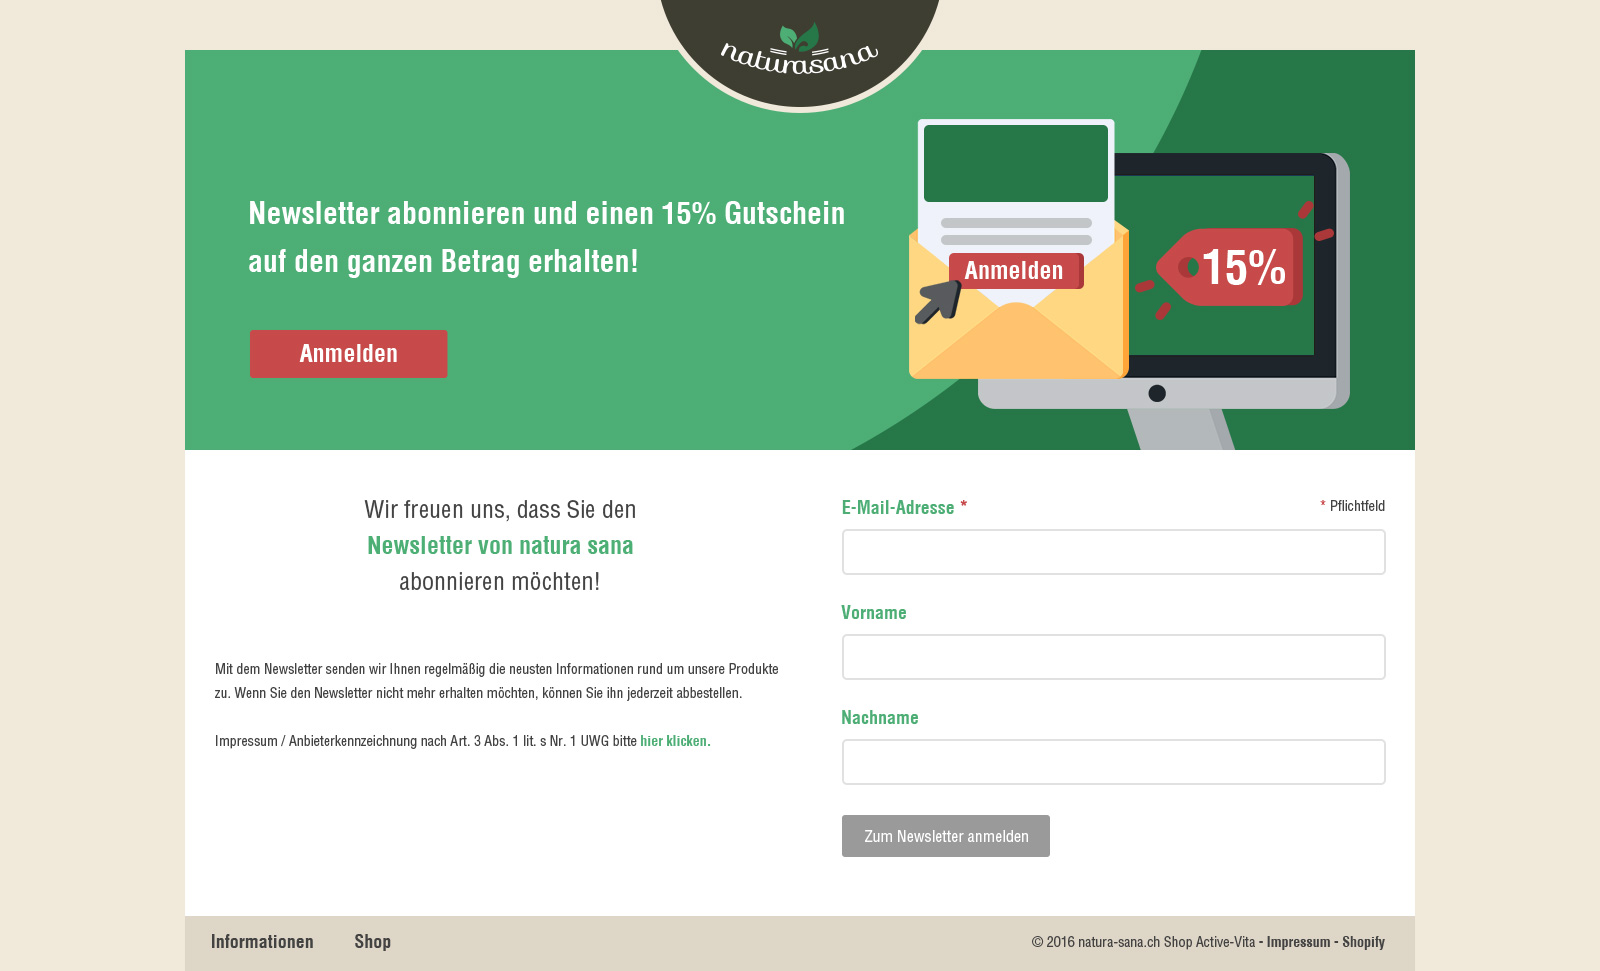 naturasana
Newsletter abonnieren und einen 15% Gutschein
auf den ganzen Betrag erhalten!
Anmelden
Anmelden
15%
Wir freuen uns, dass Sie den
Newsletter von natura sana
abonnieren möchten!
Mit dem Newsletter senden wir Ihnen regelmäßig die neusten Informationen rund um unsere Produkte
zu. Wenn Sie den Newsletter nicht mehr erhalten möchten, können Sie ihn jederzeit abbestellen.
Impressum / Anbieterkennzeichnung nach Art. 3 Abs. 1 lit. s Nr. 1 UWG bitte hier klicken.
E-Mail-Adresse *
* Pflichtfeld
Vorname
Nachname
Zum Newsletter anmelden
Informationen Shop
© 2016 natura-sana.ch Shop Active-Vita - Impressum - Shopify